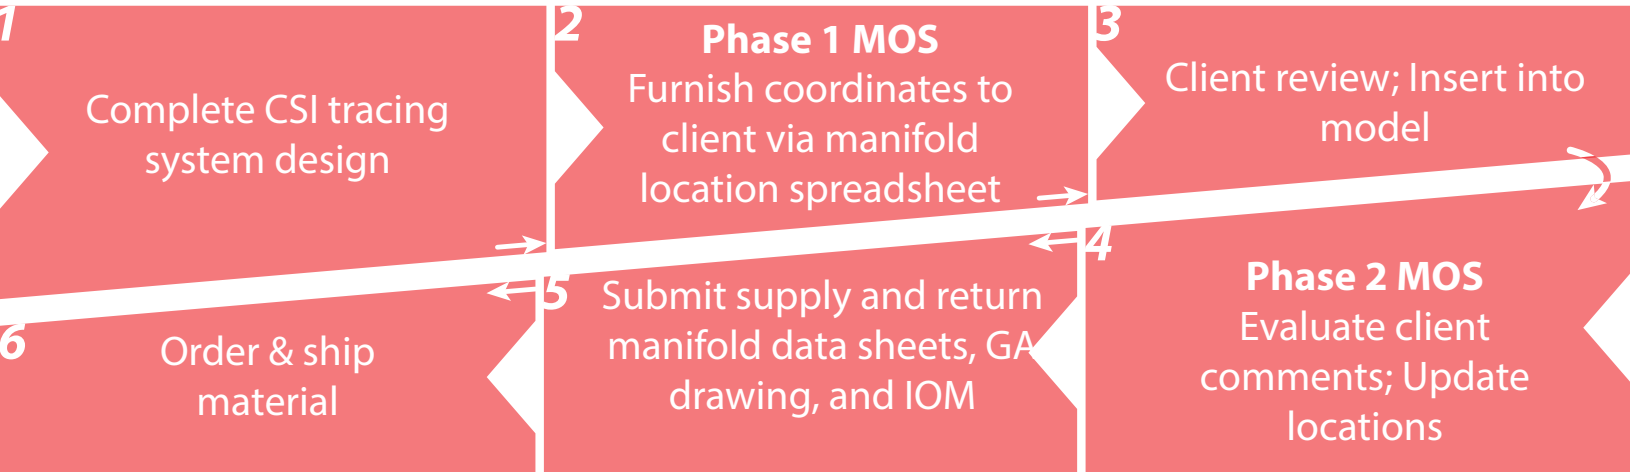 1
Complete CSI tracing
system design
2
Phase 1 MOS
Furnish coordinates to
client via manifold
location spreadsheet
3
Client review; Insert into
model
4
Phase 2 MOS
Evaluate client
comments; Update
locations
5
Submit supply and return
manifold data sheets, GA
drawing, and IOM
6
Order & ship
material